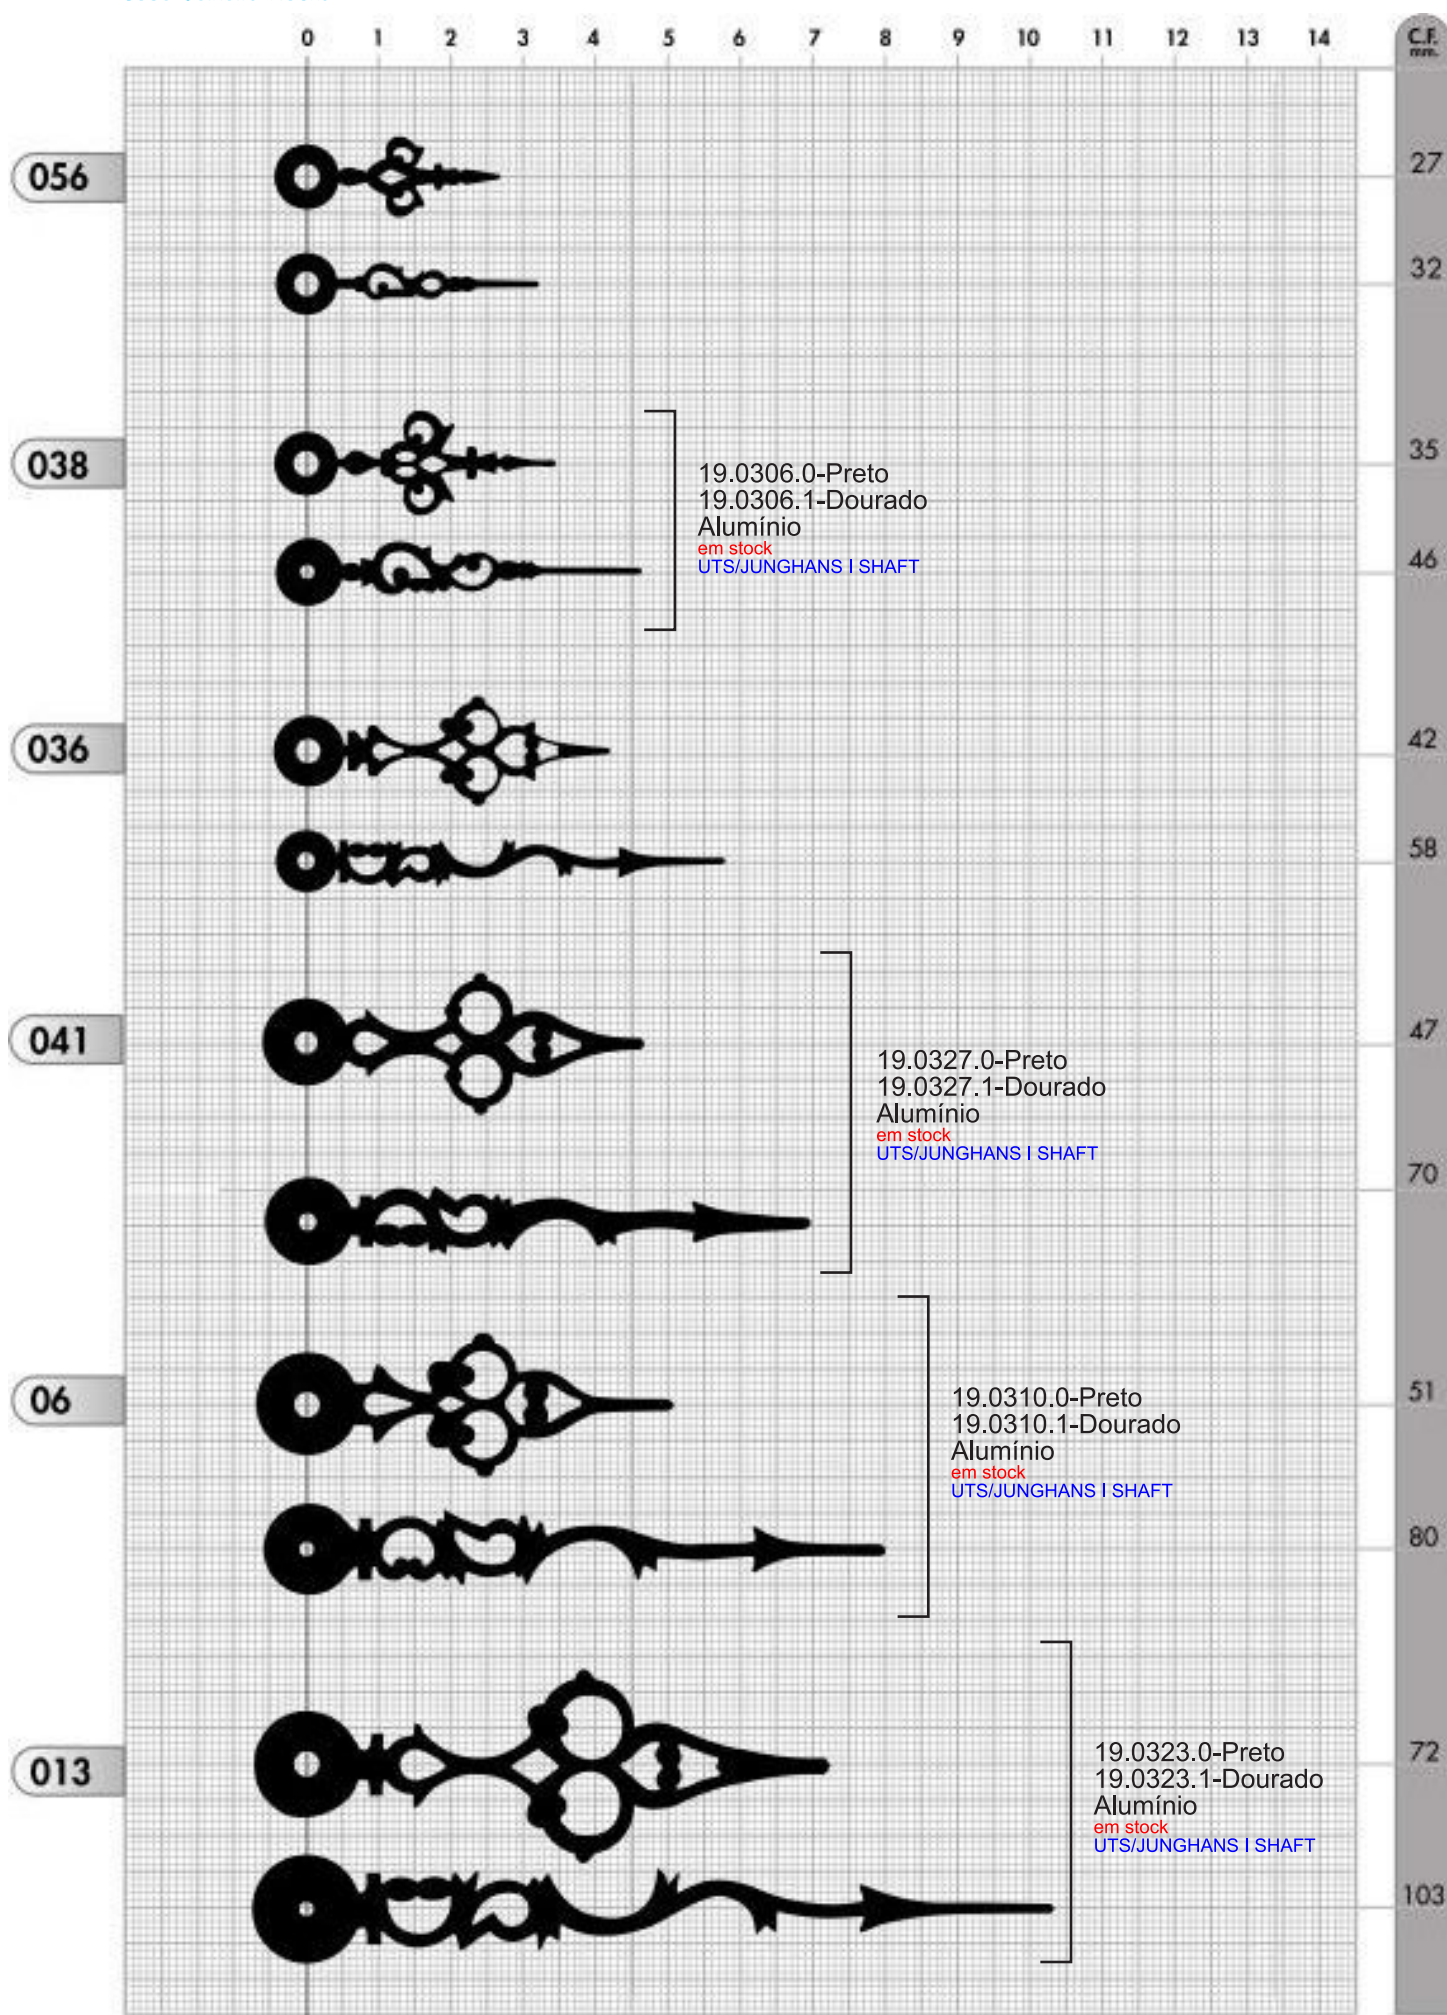 0 1 2 3 4 5 6 7 8 9 10 11 12 13 14 C.F.
mm.
056 27
32
038 35
19.0306.0-Preto
19.0306.1-Dourado
Alumínio
em stock
UTS/JUNGHANS I SHAFT
46
036 42
58
041 47
19.0327.0-Preto
19.0327.1-Dourado
Alumínio
em stock
UTS/JUNGHANS I SHAFT
70
06 51
19.0310.0-Preto
19.0310.1-Dourado
Alumínio
em stock
UTS/JUNGHANS I SHAFT
80
013 72
19.0323.0-Preto
19.0323.1-Dourado
Alumínio
em stock
UTS/JUNGHANS I SHAFT
103